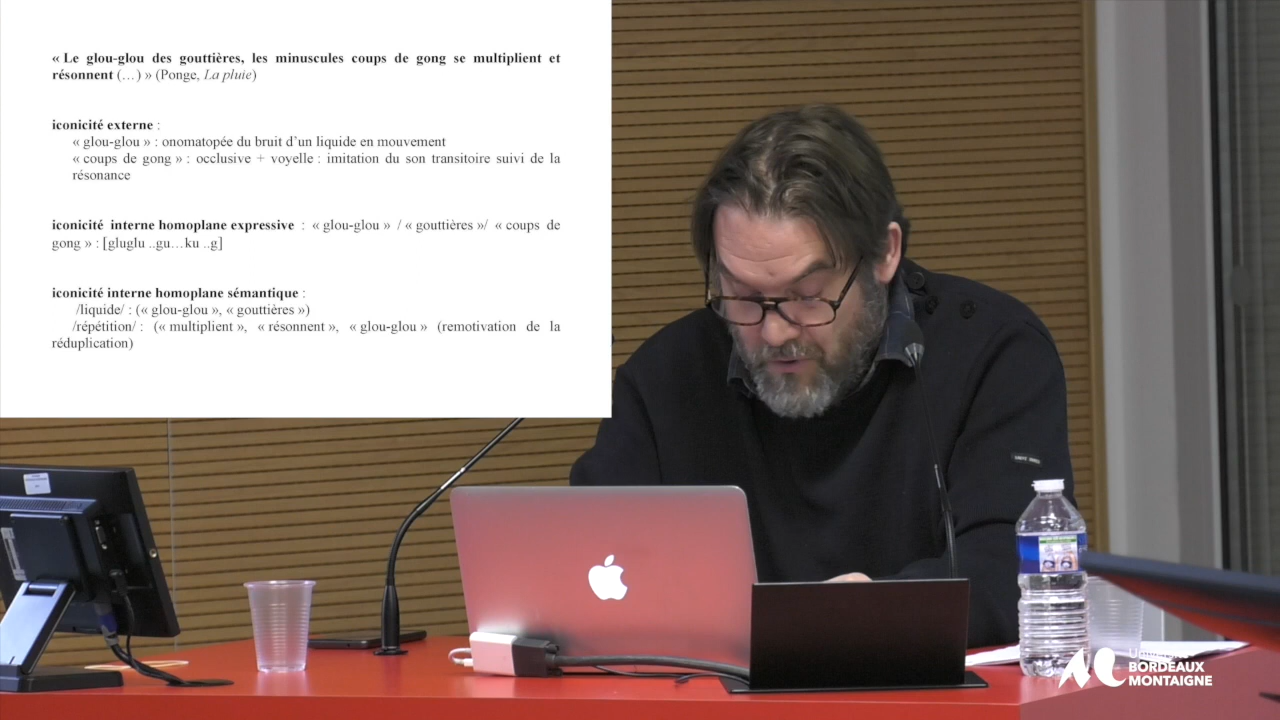 « Le glou-glou des gouttières, les minuscules coups de gong se multiplient et
résonnent (…) » (Ponge, La pluie)
iconicité externe :
« glou-glou » : onomatopée du bruit d’un liquide en mouvement
« coups de gong » : occlusive + voyelle : imitation du son transitoire suivi de la
résonance
iconicité interne homoplane expressive : « glou-glou » / « gouttières »/ « coups de
gong » : [gluglu ..gu…ku ..g]
iconicité interne homoplane sémantique :
/liquide/ : (« glou-glou », « gouttières »)
/répétition/ : (« multiplient », « résonnent », « glou-glou » (remotivation de la
réduplication)
Université
BORDEAUX
MONTAIGNE